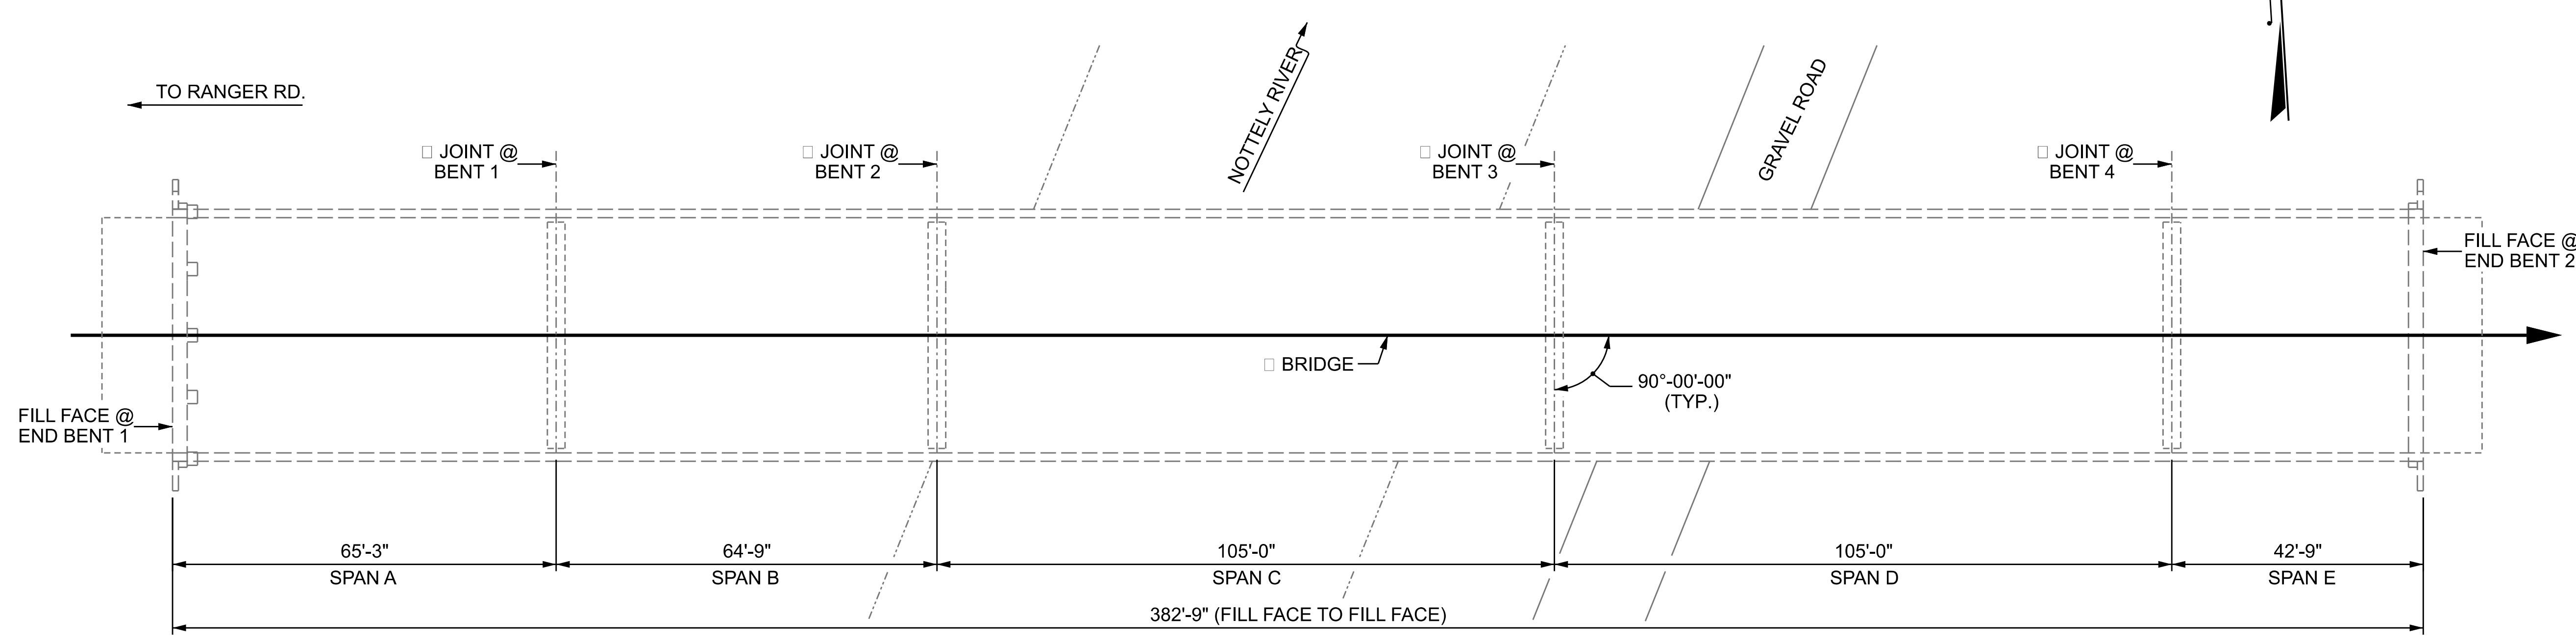 TO RANGER RD.
NOTTELY RIVER
GRAVEL ROAD
JOINT @
BENT 1
JOINT @
BENT 2
JOINT @
BENT 3
JOINT @
BENT 4
FILL FACE @
END BENT 2
BRIDGE
90°-00'-00"
(TYP.)
FILL FACE @
END BENT 1
65'-3"
SPAN A
64'-9"
SPAN B
105'-0"
SPAN C
105'-0"
SPAN D
42'-9"
SPAN E
382'-9" (FILL FACE TO FILL FACE)